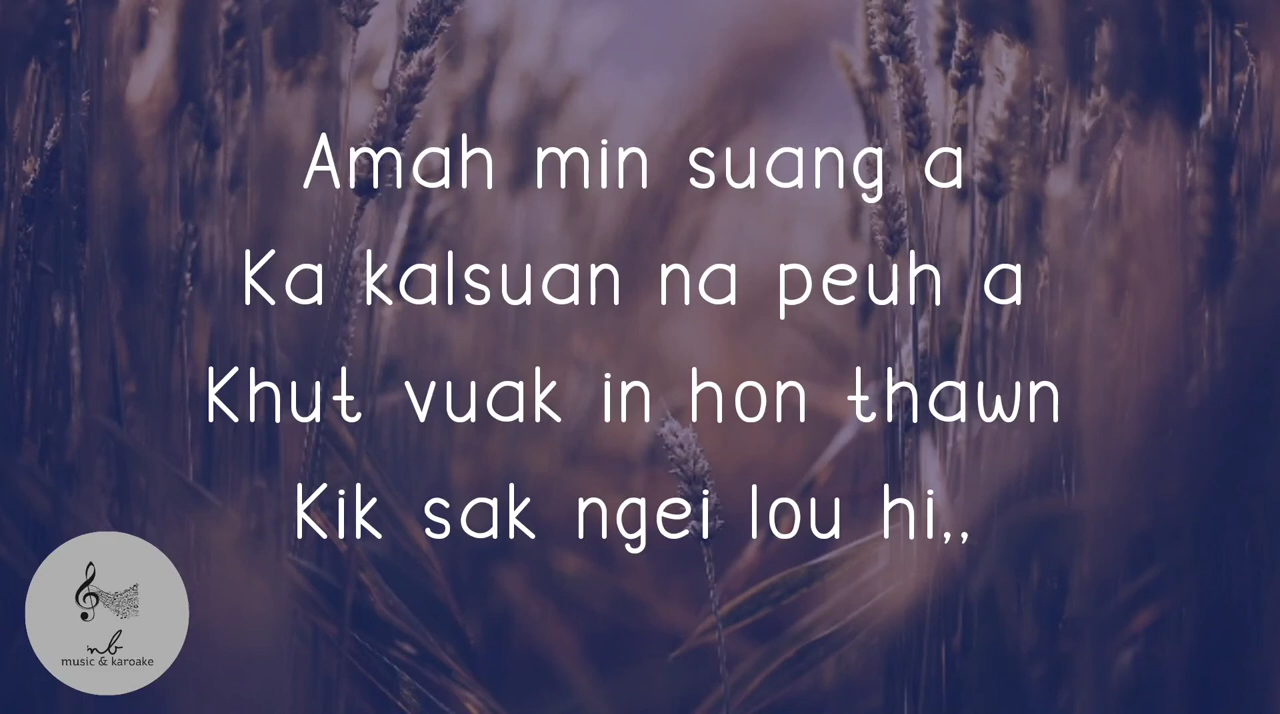 Amah min suang a
Ka kalsuan na peuh a
Khut vuak in hon thawn
Kik sak ngei lou hi,,
nb
music & karoake